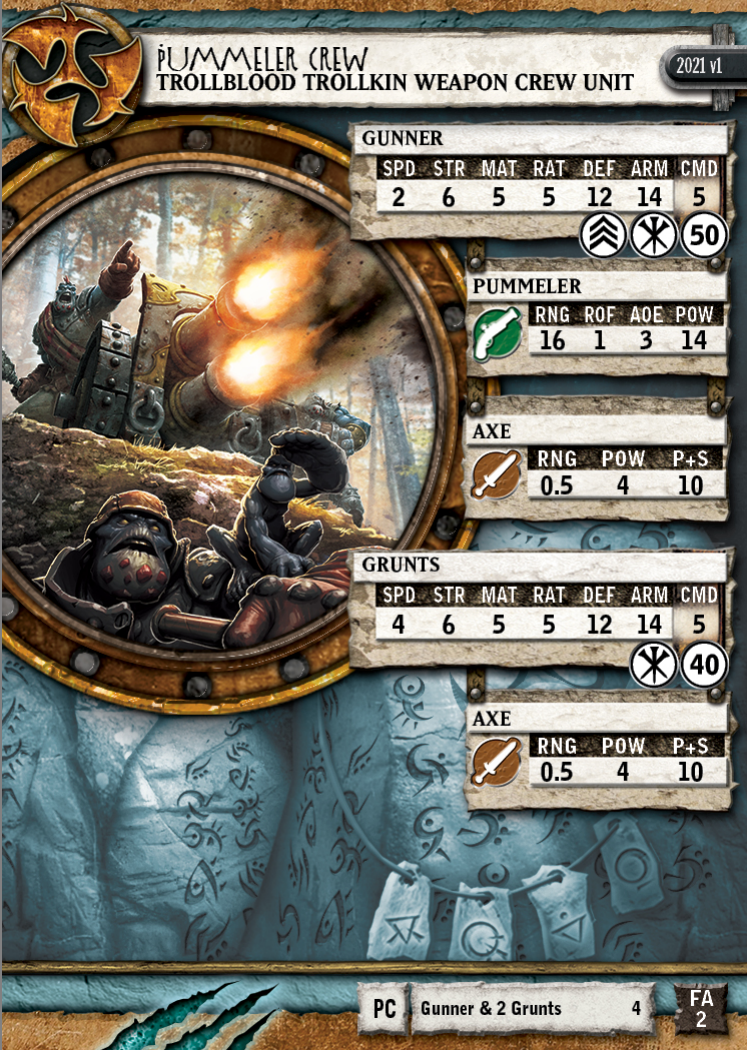 PUMMELER CREW
TROLLBLOOD TROLLKIN WEAPON CREW UNIT
2021 v1
GUNNER
SPD STR MAT RAT DEF ARM CMD
2 6 5 5 12 14 5
50
PUMMELER
RNG ROF AOE POW
16 1 3 14
AXE
RNG POW P+S
0.5 4 10
GRUNTS
SPD STR MAT RAT DEF ARM CMD
4 6 5 5 12 14 5
40
AXE
RNG POW P+S
0.5 4 10
PC Gunner & 2 Grunts 4
FA
2